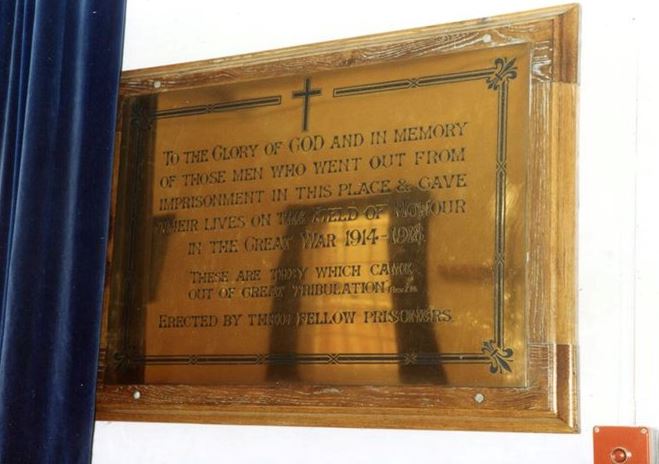 TO THE GLORY OF GOD AND IN MEMORY
OF THOSE MEN WHO WENT OUT FROM
IMPRISONMENT IN THIS PLACE & GAVE
THEIR LIVES ON THE FIELD OF HONOUR
IN THE GREAT WAR 1914-1918.
THESE ARE THEY WHICH CAME
OUT OF GREAT TRIBULATION
ERECTED BY THEIR FELLOW PRISONERS.